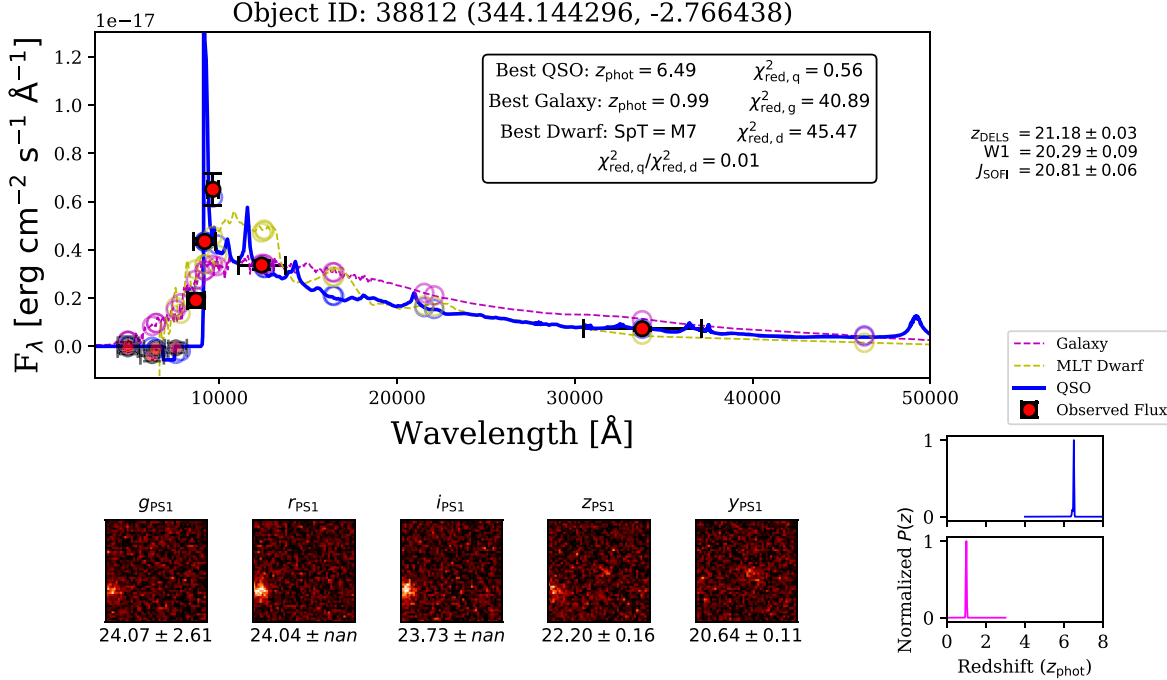 Object ID: 38812 (344.144296, -2.766438)
1e−17
F_λ [erg cm⁻² s⁻¹ Å⁻¹]
1.2
1.0
0.8
0.6
0.4
0.2
0.0
Best QSO: z_phot = 6.49 χ²_red, q = 0.56
Best Galaxy: z_phot = 0.99 χ²_red, g = 40.89
Best Dwarf: SpT = M7 χ²_red, d = 45.47
χ²_red, q/χ²_red, d = 0.01
z_DELS = 21.18 ± 0.03
W1 = 20.29 ± 0.09
J_SOFI = 20.81 ± 0.06
10000 20000 30000 40000 50000
Wavelength [Å]
Galaxy
MLT Dwarf
QSO
Observed Flux
g_PS1 r_PS1 i_PS1 z_PS1 y_PS1
24.07 ± 2.61 24.04 ± nan 23.73 ± nan 22.20 ± 0.16 20.64 ± 0.11
Normalized P(z)
1
0
1
0
0 2 4 6 8
Redshift (z_phot)